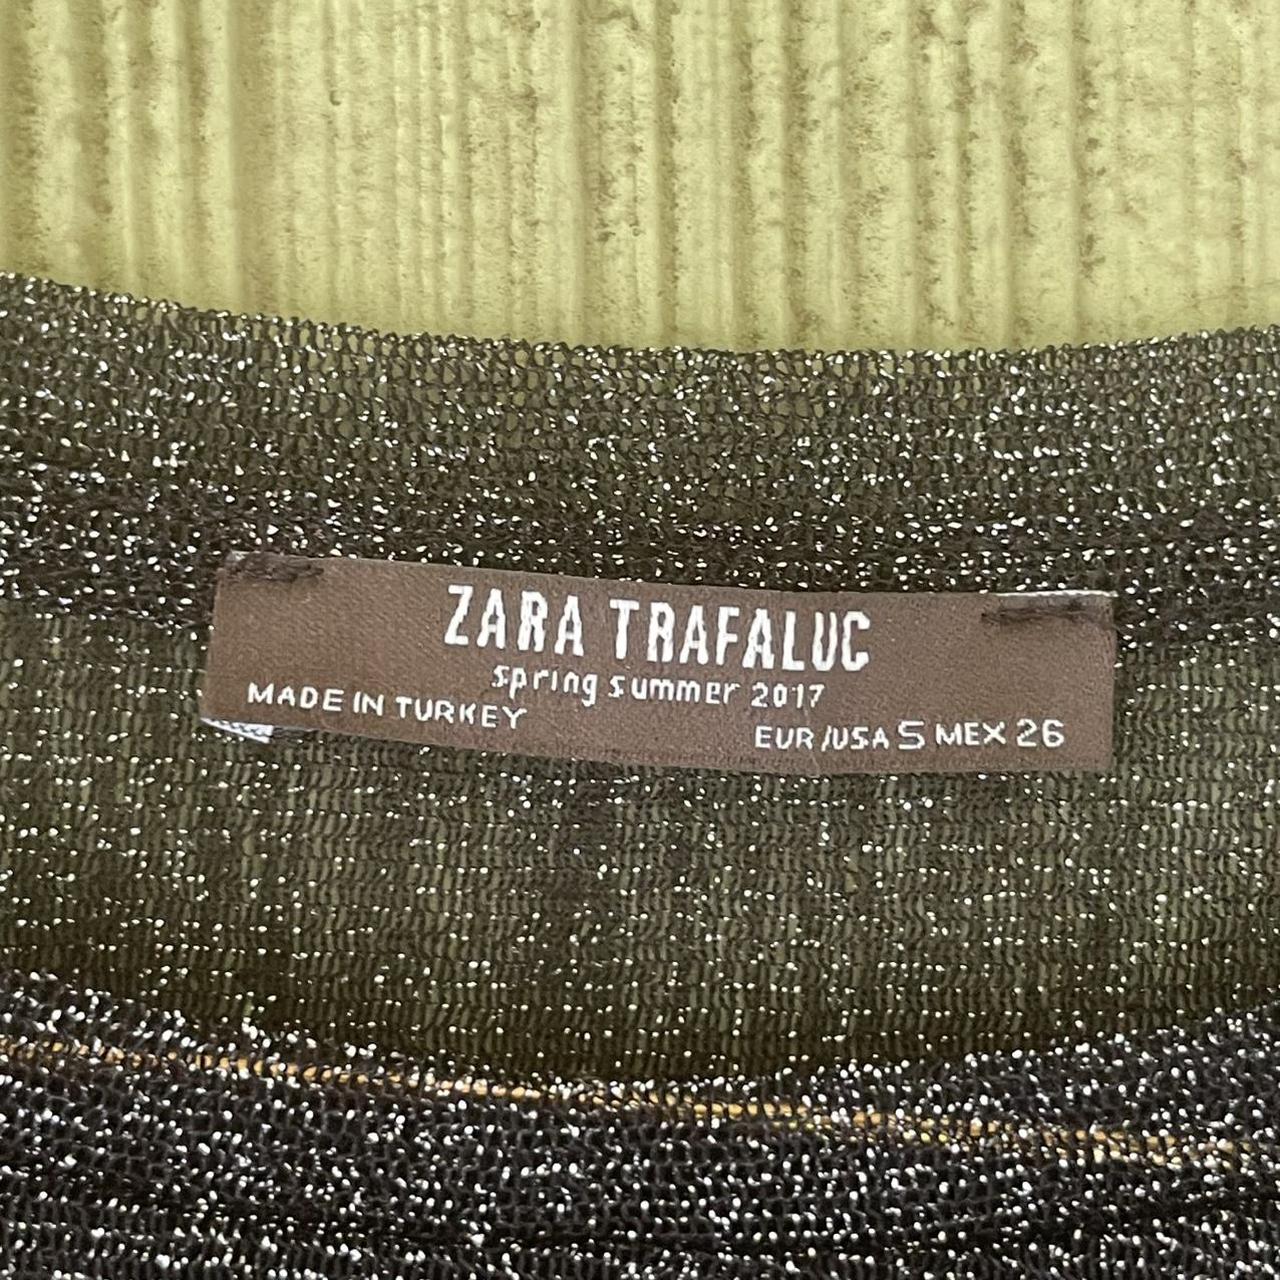 ZARA TRAFALUC
spring summer 2017
MADE IN TURKEY
EUR/USA S MEX 26